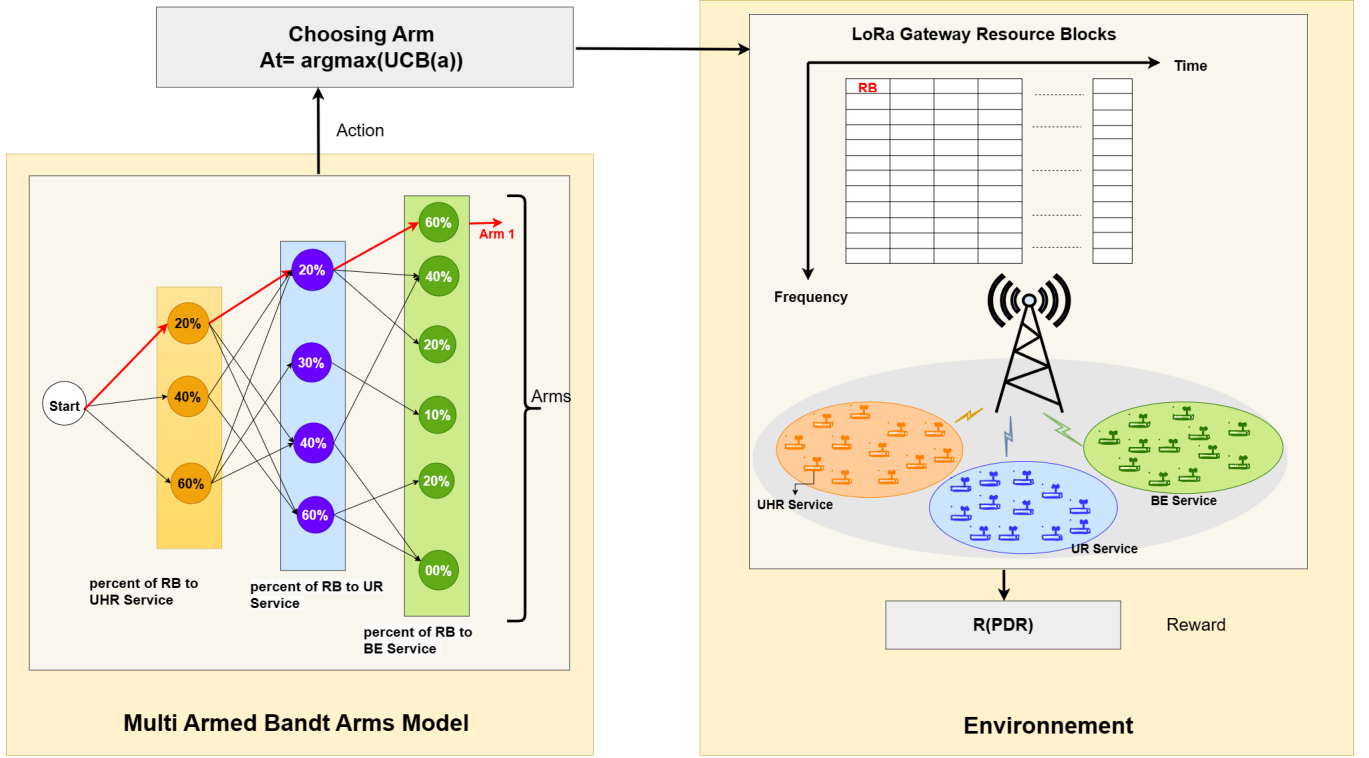 Choosing Arm
At= argmax(UCB(a))
Action
Start
20%
40%
60%
percent of RB to
UHR Service
20%
30%
40%
60%
percent of RB to UR
Service
60%
40%
20%
10%
20%
00%
percent of RB to
BE Service
Arm 1
Arms
Multi Armed Bandt Arms Model
LoRa Gateway Resource Blocks
Time
RB
Frequency
UHR Service
UR Service
BE Service
R(PDR)
Reward
Environnement